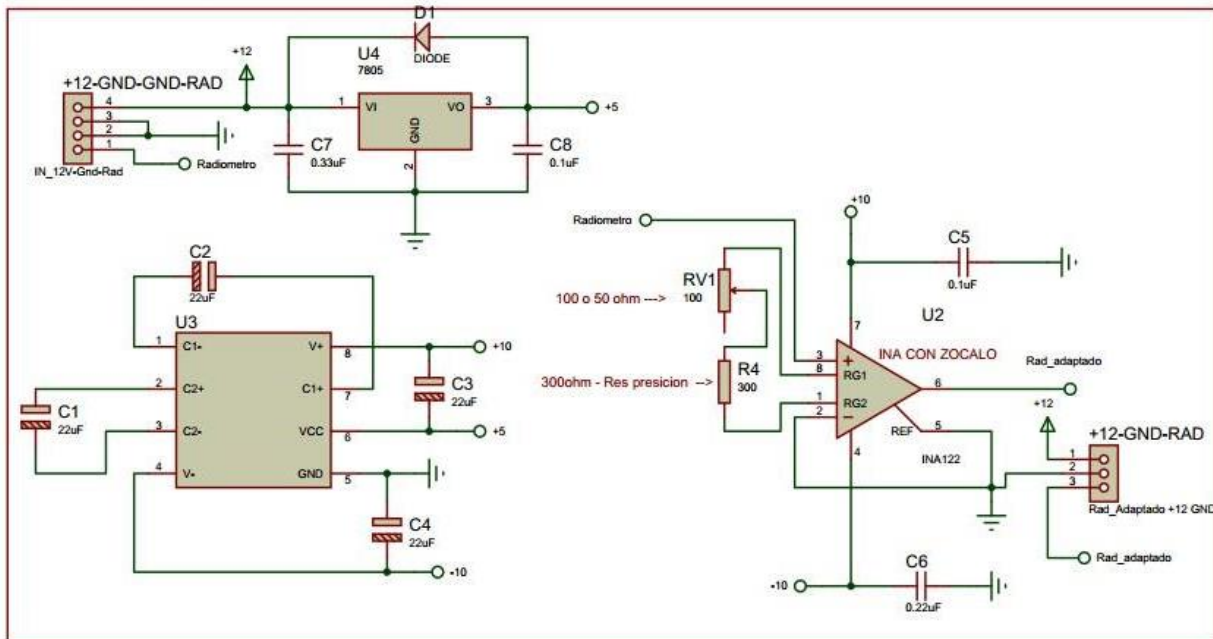 D1
DIODE
U4
7805
+12
+12-GND-GND-RAD
4
3
2
1
IN_12V-Gnd-Rad
Radiometro
1
VI
VO
3
GND
2
+5
C7
0.33uF
C8
0.1uF
C2
22uF
U3
1
C1-
V+
8
+10
2
C2+
C1+
7
C1
22uF
C3
22uF
3
C2-
VCC
6
+5
4
V-
GND
5
C4
22uF
-10
Radiometro
+10
C5
0.1uF
RV1
100
100 o 50 ohm --->
U2
7
INA CON ZOCALO
3
8
RG1
300ohm - Res presicion -->
R4
300
1
RG2
2
6
Rad_adaptado
REF
5
INA122
4
+12
+12-GND-RAD
1
2
3
Rad_Adaptado +12 GND
Rad_adaptado
-10
C6
0.22uF